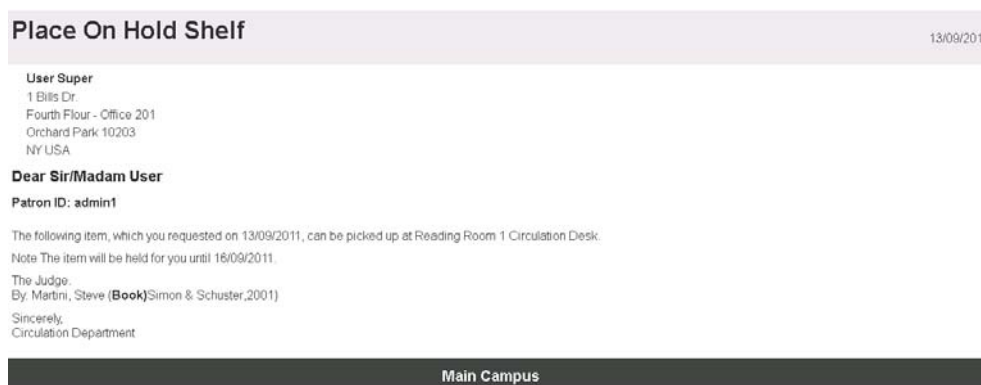 Place On Hold Shelf
13/09/201
User Super
1 Bills Dr.
Fourth Flour - Office 201
Orchard Park 10203
NY USA
Dear Sir/Madam User
Patron ID: admin1
The following item, which you requested on 13/09/2011, can be picked up at Reading Room 1 Circulation Desk.
Note The item will be held for you until 16/09/2011.
The Judge.
By: Martini, Steve (Book)Simon & Schuster,2001)
Sincerely,
Circulation Department
Main Campus